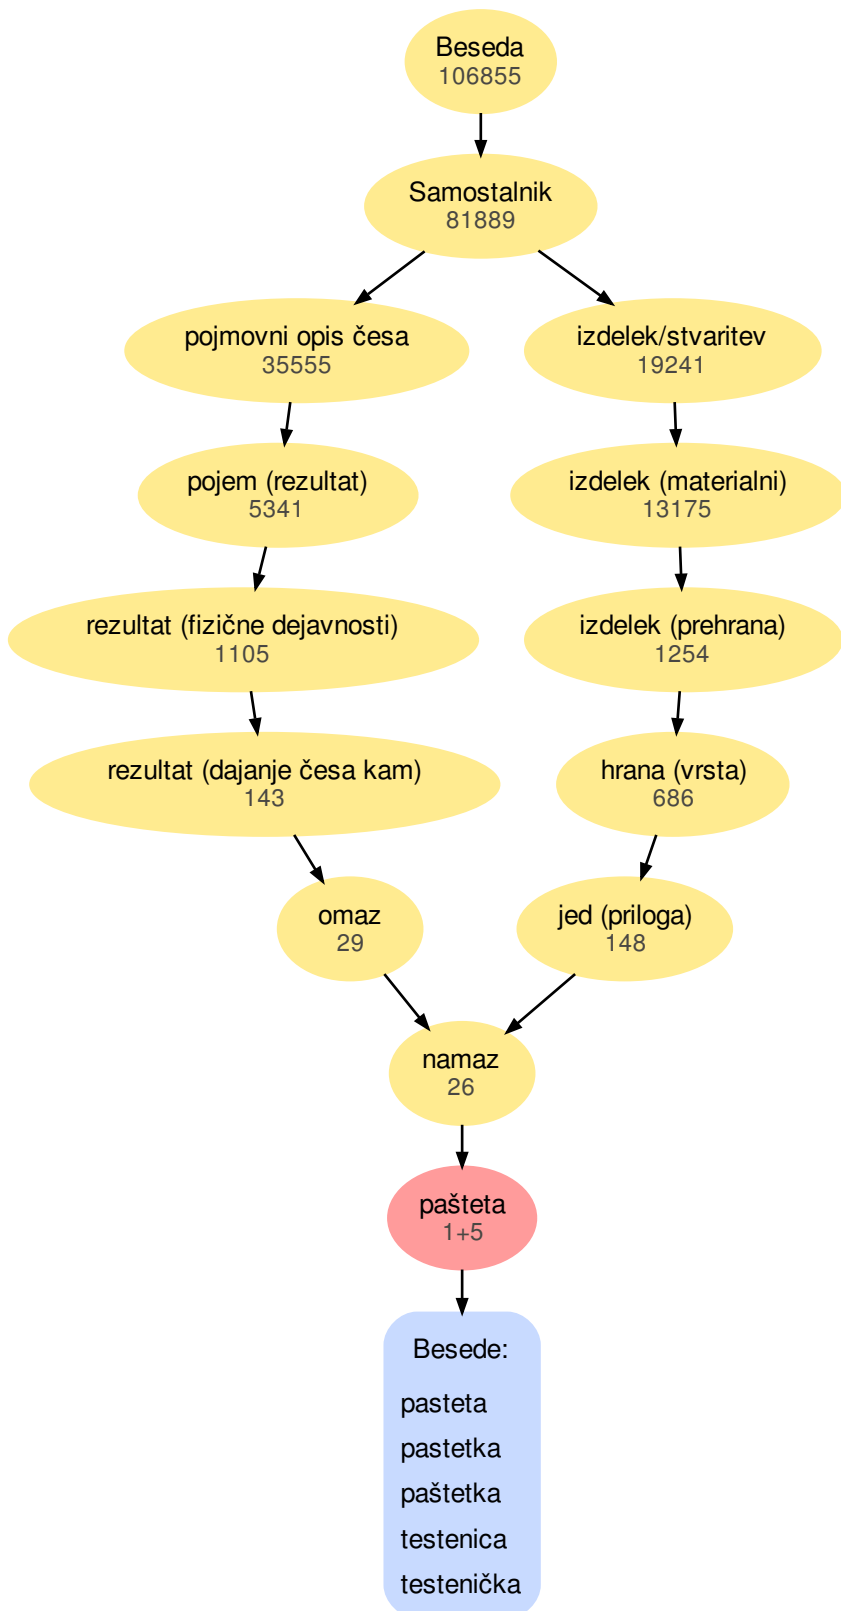 Beseda
106855
Samostalnik
81889
pojmovni opis česa
35555
izdelek/stvaritev
19241
pojem (rezultat)
5341
izdelek (materialni)
13175
rezultat (fizične dejavnosti)
1105
izdelek (prehrana)
1254
rezultat (dajanje česa kam)
143
hrana (vrsta)
686
omaz
29
jed (priloga)
148
namaz
26
pašteta
1+5
Besede:
pasteta
pastetka
paštetka
testenica
testenička